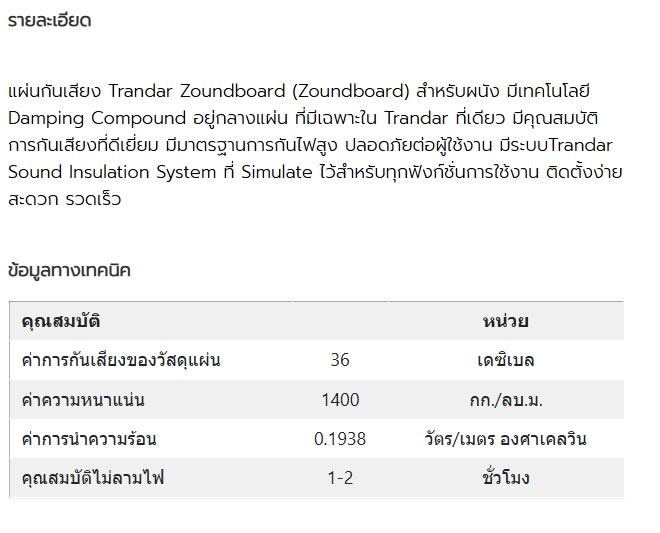 รายละเอียด
แผ่นกันเสียง Trandar Zoundboard (Zoundboard) สำหรับผนัง มีเทคโนโลยี
Damping Compound อยู่กลางแผ่น ที่มีเฉพาะใน Trandar ที่เดียว มีคุณสมบัติ
การกันเสียงที่ดีเยี่ยม มีมาตรฐานการกันไฟสูง ปลอดภัยต่อผู้ใช้งาน มีระบบTrandar
Sound Insulation System ที่ Simulate ไว้สำหรับทุกฟังก์ชั่นการใช้งาน ติดตั้งง่าย
สะดวก รวดเร็ว
ข้อมูลทางเทคนิค
คุณสมบัติ หน่วย
ค่าการกันเสียงของวัสดุแผ่น 36 เดซิเบล
ค่าความหนาแน่น 1400 กก./ลบ.ม.
ค่าการนำความร้อน 0.1938 วัตร/เมตร องศาเคลวิน
คุณสมบัติไม่ลามไฟ 1-2 ชั่วโมง